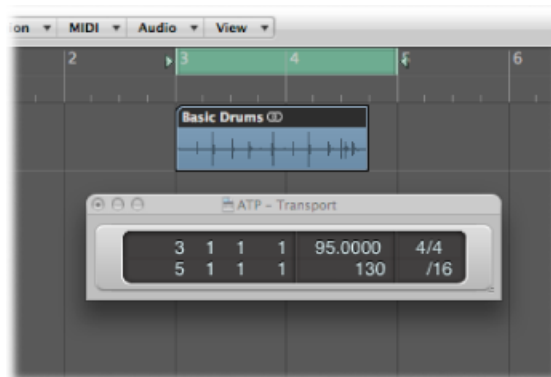 MIDI Audio View
2 3 4 5 6
Basic Drums
ATP - Transport
3 1 1 1 95.0000 4/4
5 1 1 1 130 /16